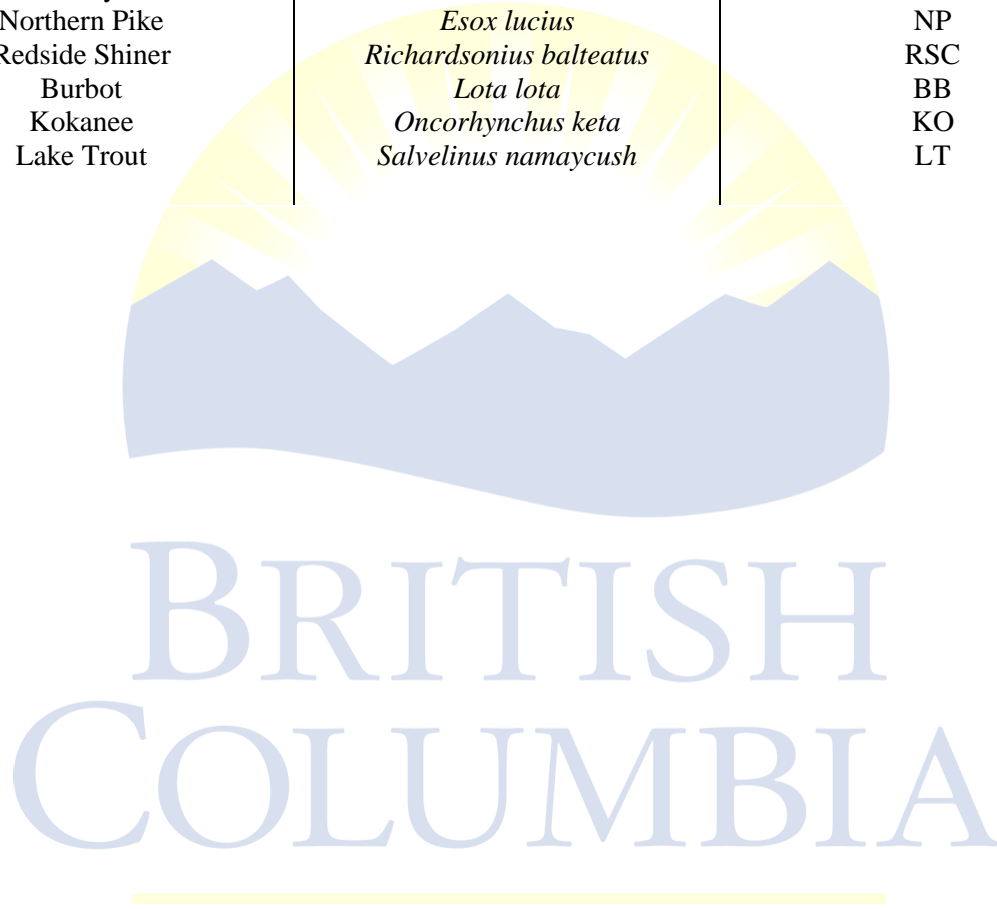 Northern Pike Esox lucius NP
Redside Shiner Richardsonius balteatus RSC
Burbot Lota lota BB
Kokanee Oncorhynchus keta KO
Lake Trout Salvelinus namaycush LT
BRITISH
COLUMBIA